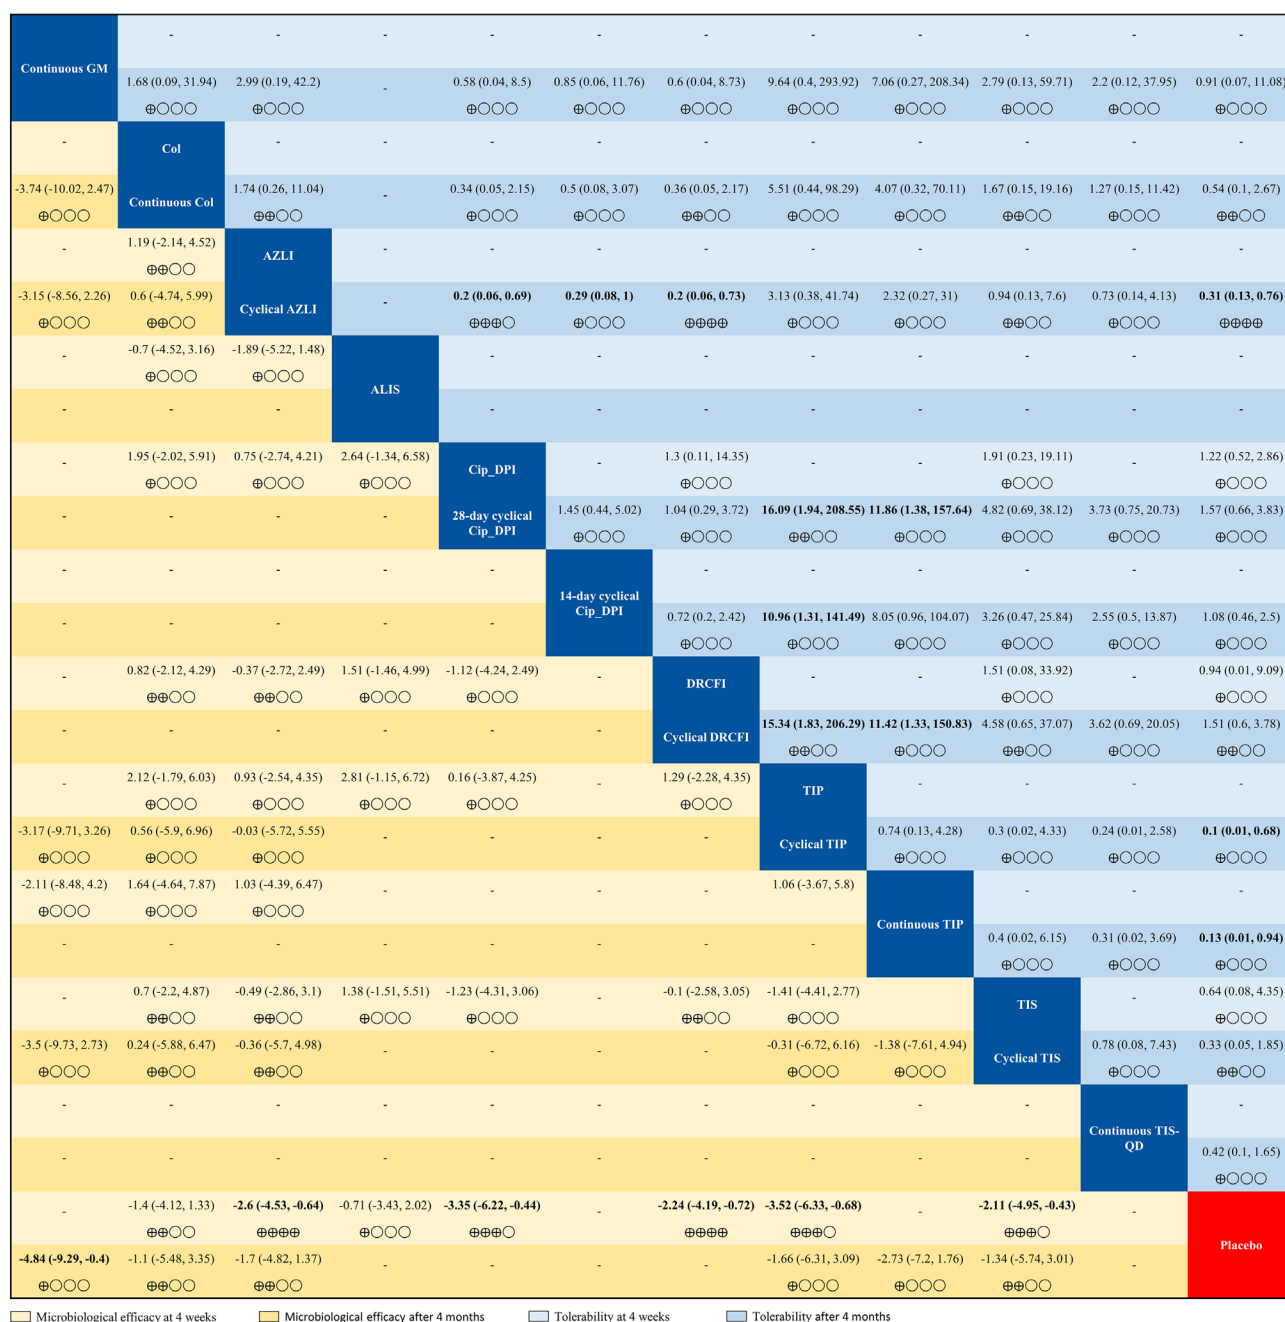 - - - - - - - - - - -
Continuous GM
1.68 (0.09, 31.94) 2.99 (0.19, 42.2) - 0.58 (0.04, 8.5) 0.85 (0.06, 11.76) 0.6 (0.04, 8.73) 9.64 (0.4, 293.92) 7.06 (0.27, 208.34) 2.79 (0.13, 59.71) 2.2 (0.12, 37.95) 0.91 (0.07, 11.08)
⊕○○○ ⊕○○○ ⊕○○○ ⊕○○○ ⊕○○○ ⊕○○○ ⊕○○○ ⊕○○○ ⊕○○○ ⊕○○○
- Col - - - - - - - - - -
-3.74 (-10.02, 2.47) Continuous Col 1.74 (0.26, 11.04) - 0.34 (0.05, 2.15) 0.5 (0.08, 3.07) 0.36 (0.05, 2.17) 5.51 (0.44, 98.29) 4.07 (0.32, 70.11) 1.67 (0.15, 19.16) 1.27 (0.15, 11.42) 0.54 (0.1, 2.67)
⊕○○○ ⊕⊕○○ ⊕○○○ ⊕○○○ ⊕⊕○○ ⊕○○○ ⊕○○○ ⊕⊕○○ ⊕○○○ ⊕⊕○○
- 1.19 (-2.14, 4.52) AZLI - - - - - - - - -
⊕⊕○○
-3.15 (-8.56, 2.26) 0.6 (-4.74, 5.99) Cyclical AZLI - 0.2 (0.06, 0.69) 0.29 (0.08, 1) 0.2 (0.06, 0.73) 3.13 (0.38, 41.74) 2.32 (0.27, 31) 0.94 (0.13, 7.6) 0.73 (0.14, 4.13) 0.31 (0.13, 0.76)
⊕○○○ ⊕⊕○○ ⊕⊕⊕○ ⊕○○○ ⊕⊕⊕⊕ ⊕○○○ ⊕○○○ ⊕⊕○○ ⊕○○○ ⊕⊕⊕⊕
- -0.7 (-4.52, 3.16) -1.89 (-5.22, 1.48) - - - - - - - -
⊕○○○ ⊕○○○
ALIS
- - - - - - - - - - -
- 1.95 (-2.02, 5.91) 0.75 (-2.74, 4.21) 2.64 (-1.34, 6.58) Cip_DPI - 1.3 (0.11, 14.35) - - 1.91 (0.23, 19.11) - 1.22 (0.52, 2.86)
⊕○○○ ⊕○○○ ⊕○○○ ⊕○○○ ⊕○○○ ⊕○○○
- - - - 28-day cyclical Cip_DPI 1.45 (0.44, 5.02) 1.04 (0.29, 3.72) 16.09 (1.94, 208.55) 11.86 (1.38, 157.64) 4.82 (0.69, 38.12) 3.73 (0.75, 20.73) 1.57 (0.66, 3.83)
⊕○○○ ⊕○○○ ⊕⊕○○ ⊕○○○ ⊕○○○ ⊕○○○ ⊕○○○
- - - - - - - - - - -
14-day cyclical Cip_DPI
- - - - - 0.72 (0.2, 2.42) 10.96 (1.31, 141.49) 8.05 (0.96, 104.07) 3.26 (0.47, 25.84) 2.55 (0.5, 13.87) 1.08 (0.46, 2.5)
⊕○○○ ⊕○○○ ⊕○○○ ⊕○○○ ⊕○○○ ⊕○○○
- 0.82 (-2.12, 4.29) -0.37 (-2.72, 2.49) 1.51 (-1.46, 4.99) -1.12 (-4.24, 2.49) - DRCFI - - 1.51 (0.08, 33.92) - 0.94 (0.01, 9.09)
⊕⊕○○ ⊕⊕○○ ⊕○○○ ⊕○○○ ⊕○○○ ⊕○○○
- - - - - - Cyclical DRCFI 15.34 (1.83, 206.29) 11.42 (1.33, 150.83) 4.58 (0.65, 37.07) 3.62 (0.69, 20.05) 1.51 (0.6, 3.78)
⊕⊕○○ ⊕○○○ ⊕⊕○○ ⊕○○○ ⊕⊕○○
- 2.12 (-1.79, 6.03) 0.93 (-2.54, 4.35) 2.81 (-1.15, 6.72) 0.16 (-3.87, 4.25) - 1.29 (-2.28, 4.35) TIP - - - -
⊕○○○ ⊕○○○ ⊕○○○ ⊕○○○ ⊕○○○
-3.17 (-9.71, 3.26) 0.56 (-5.9, 6.96) -0.03 (-5.72, 5.55) - - - - Cyclical TIP 0.74 (0.13, 4.28) 0.3 (0.02, 4.33) 0.24 (0.01, 2.58) 0.1 (0.01, 0.68)
⊕○○○ ⊕○○○ ⊕○○○ ⊕○○○ ⊕○○○ ⊕○○○ ⊕○○○
-2.11 (-8.48, 4.2) 1.64 (-4.64, 7.87) 1.03 (-4.39, 6.47) - - - - 1.06 (-3.67, 5.8) - - -
⊕○○○ ⊕○○○ ⊕○○○
Continuous TIP
- - - - - - - - 0.4 (0.02, 6.15) 0.31 (0.02, 3.69) 0.13 (0.01, 0.94)
⊕○○○ ⊕○○○ ⊕○○○
- 0.7 (-2.2, 4.87) -0.49 (-2.86, 3.1) 1.38 (-1.51, 5.51) -1.23 (-4.31, 3.06) - -0.1 (-2.58, 3.05) -1.41 (-4.41, 2.77) TIS - 0.64 (0.08, 4.35)
⊕⊕○○ ⊕⊕○○ ⊕○○○ ⊕○○○ ⊕⊕○○ ⊕○○○ ⊕○○○
-3.5 (-9.73, 2.73) 0.24 (-5.88, 6.47) -0.36 (-5.7, 4.98) - - - - -0.31 (-6.72, 6.16) -1.38 (-7.61, 4.94) Cyclical TIS 0.78 (0.08, 7.43) 0.33 (0.05, 1.85)
⊕○○○ ⊕⊕○○ ⊕⊕○○ ⊕○○○ ⊕○○○ ⊕○○○ ⊕⊕○○
- - - - - - - - - - -
Continuous TIS-
QD
- - - - - - - - - - 0.42 (0.1, 1.65)
⊕○○○
- -1.4 (-4.12, 1.33) -2.6 (-4.53, -0.64) -0.71 (-3.43, 2.02) -3.35 (-6.22, -0.44) - -2.24 (-4.19, -0.72) -3.52 (-6.33, -0.68) - -2.11 (-4.95, -0.43) -
⊕⊕○○ ⊕⊕⊕⊕ ⊕○○○ ⊕⊕⊕○ ⊕⊕⊕⊕ ⊕⊕⊕○ ⊕⊕⊕○
Placebo
-4.84 (-9.29, -0.4) -1.1 (-5.48, 3.35) -1.7 (-4.82, 1.37) - - - - -1.66 (-6.31, 3.09) -2.73 (-7.2, 1.76) -1.34 (-5.74, 3.01) -
⊕○○○ ⊕⊕○○ ⊕⊕○○ ⊕○○○ ⊕○○○ ⊕⊕○○
Microbiological efficacy at 4 weeks Microbiological efficacy after 4 months Tolerability at 4 weeks Tolerability after 4 months